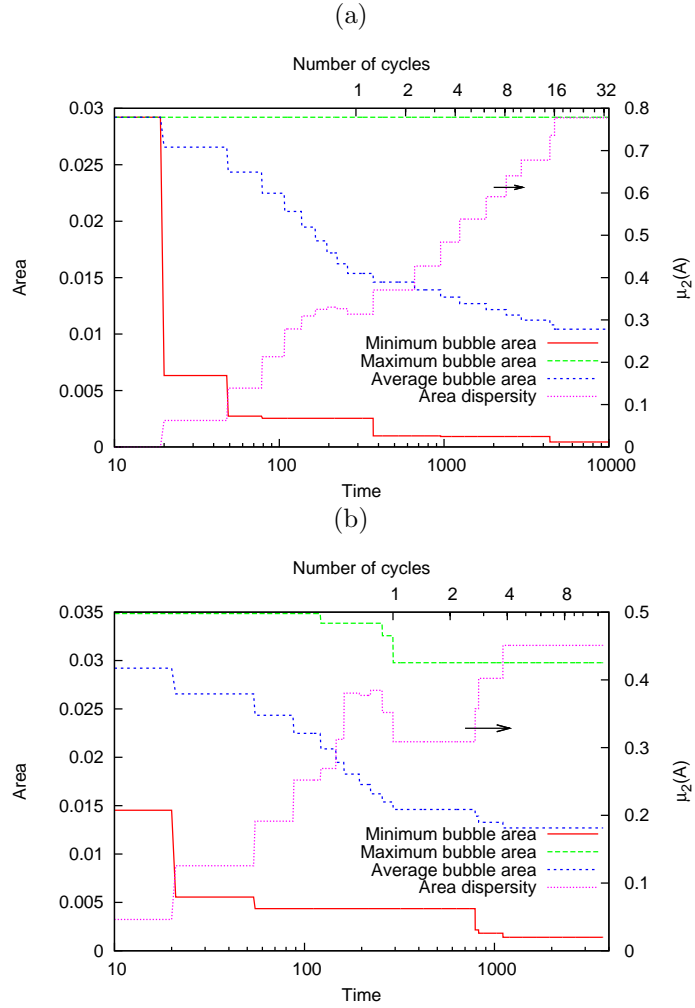 (a)
Number of cycles
1 2 4 8 16 32
0.03 0.8
0.025 0.7
0.02 0.6
0.5
Area 0.015 0.4 μ2(A)
0.01 0.3
0.005 0.2
0.1
0 0
Minimum bubble area
Maximum bubble area
Average bubble area
Area dispersity
10 100 1000 10000
Time
(b)
Number of cycles
1 2 4 8
0.035 0.5
0.03
0.025 0.4
0.02 0.3
Area 0.015 0.2 μ2(A)
0.01
0.005 0.1
0 0
Minimum bubble area
Maximum bubble area
Average bubble area
Area dispersity
10 100 1000
Time